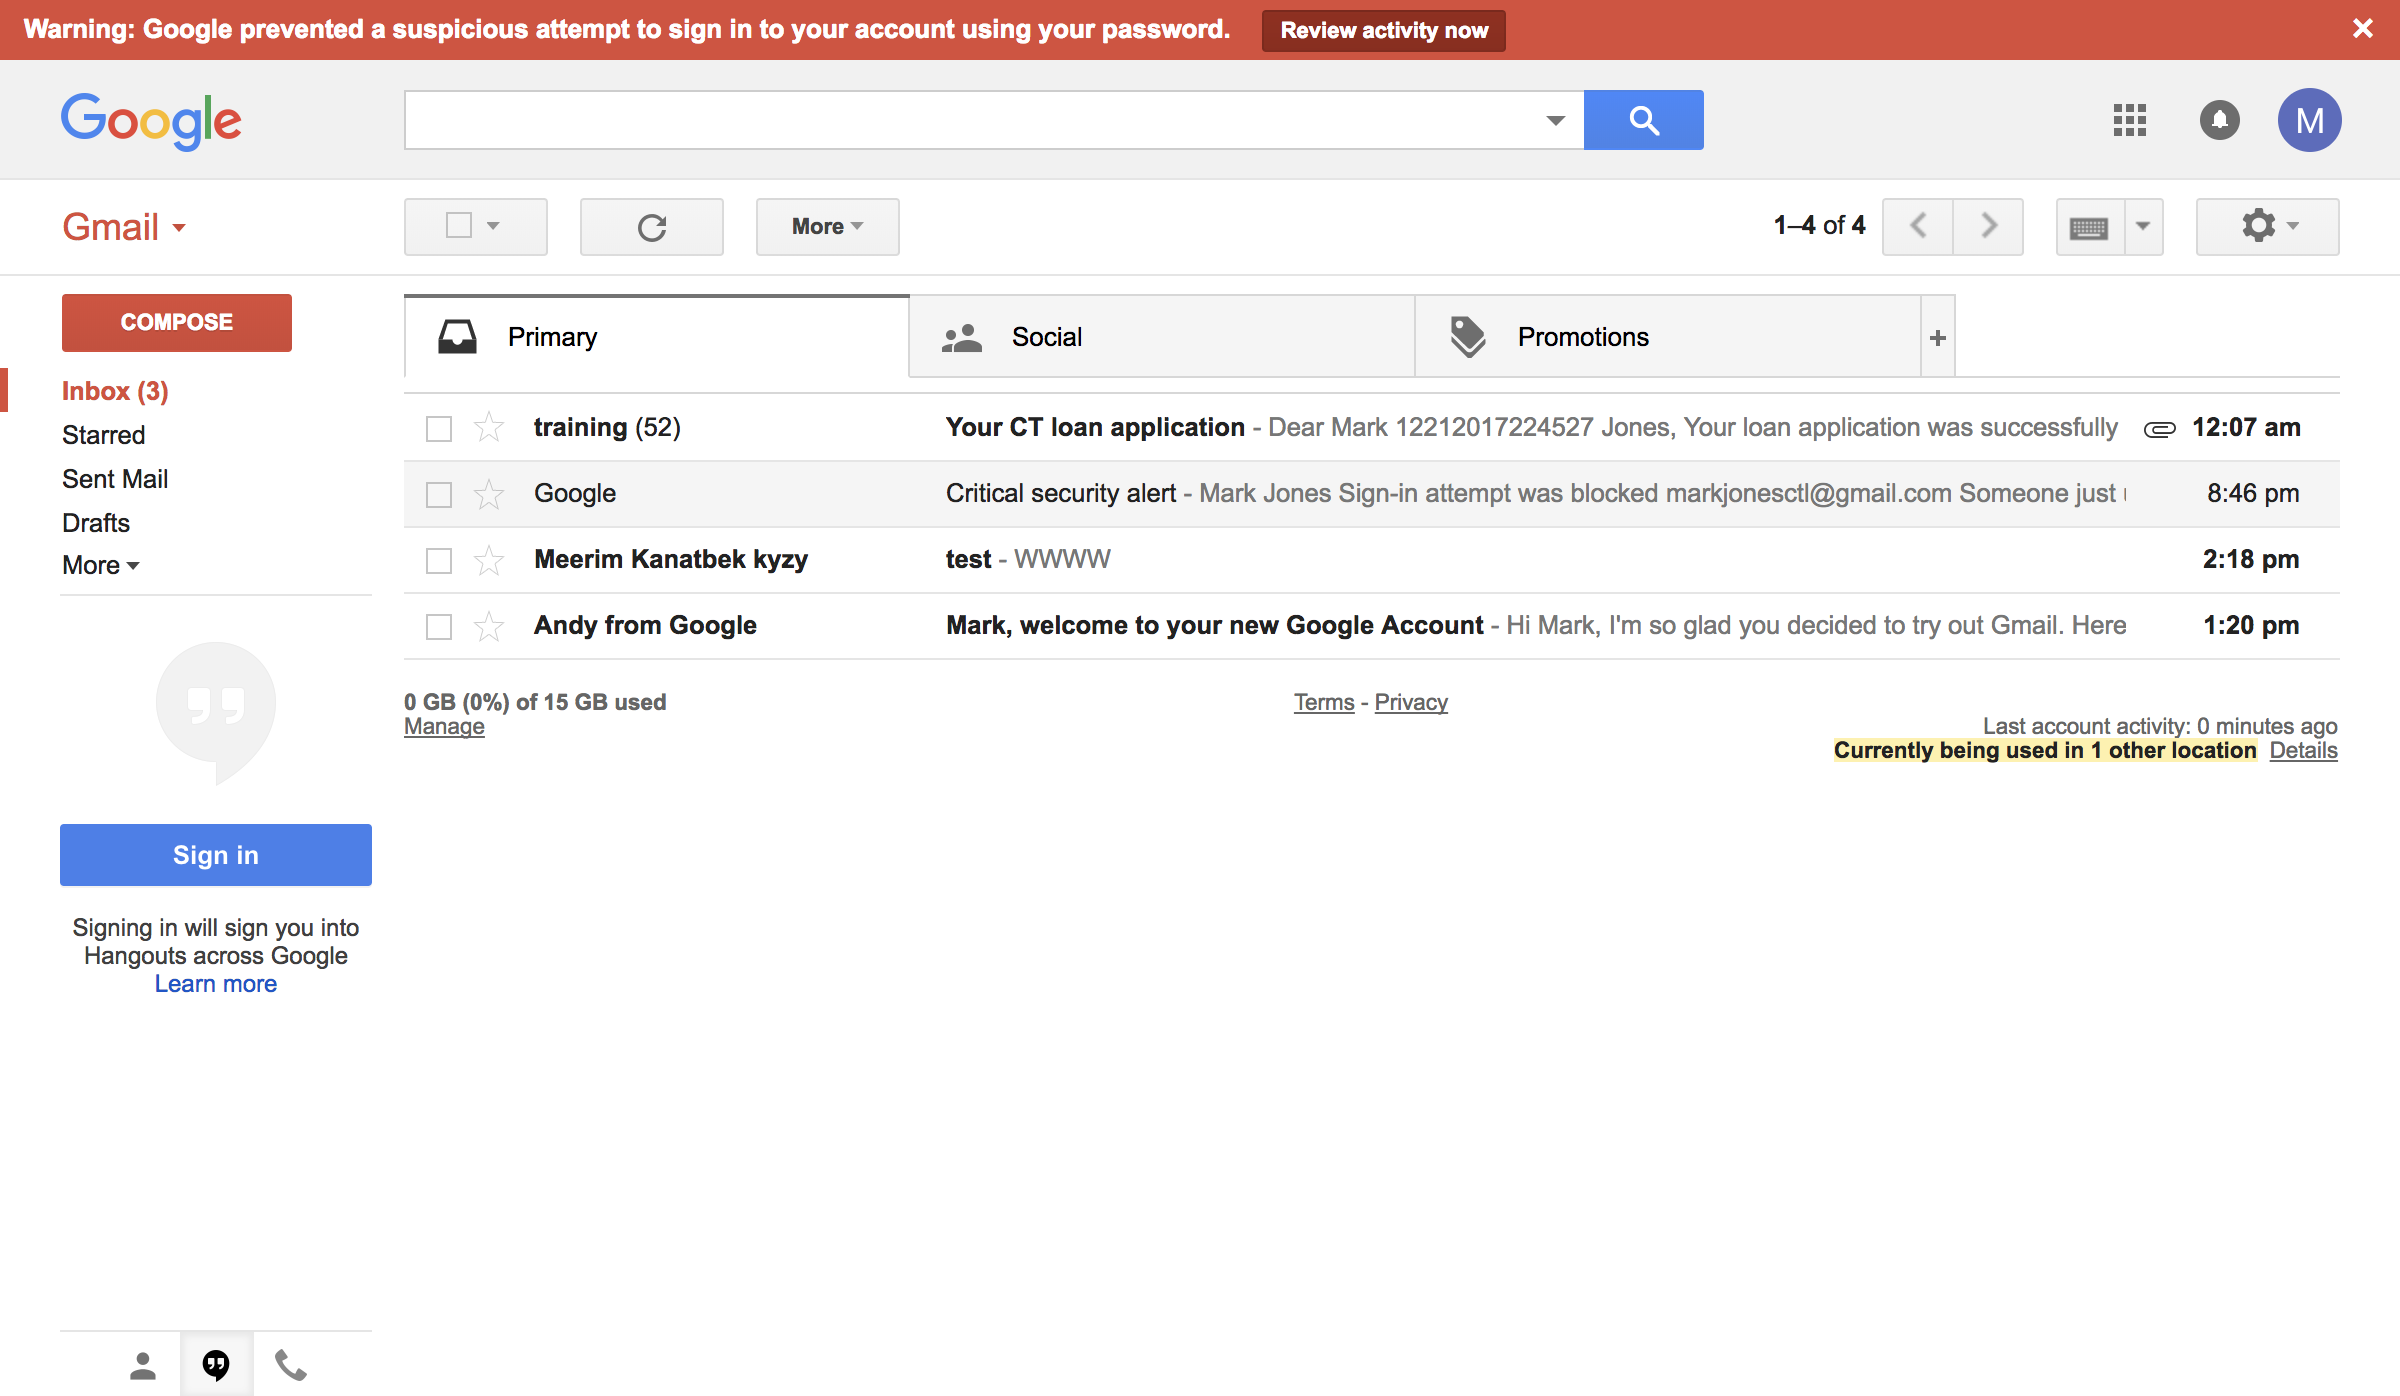 Warning: Google prevented a suspicious attempt to sign in to your account using your password. Review activity now
Google
M
Gmail
More
1–4 of 4
COMPOSE
Primary
Social
Promotions
+
Inbox (3)
Starred
Sent Mail
Drafts
More
training (52) Your CT loan application - Dear Mark 12212017224527 Jones, Your loan application was successfully 12:07 am
Google Critical security alert - Mark Jones Sign-in attempt was blocked markjonesctl@gmail.com Someone just 8:46 pm
Meerim Kanatbek kyzy test - WWWW 2:18 pm
Andy from Google Mark, welcome to your new Google Account - Hi Mark, I'm so glad you decided to try out Gmail. Here 1:20 pm
0 GB (0%) of 15 GB used
Manage
Terms - Privacy
Last account activity: 0 minutes ago
Currently being used in 1 other location Details
Sign in
Signing in will sign you into
Hangouts across Google
Learn more